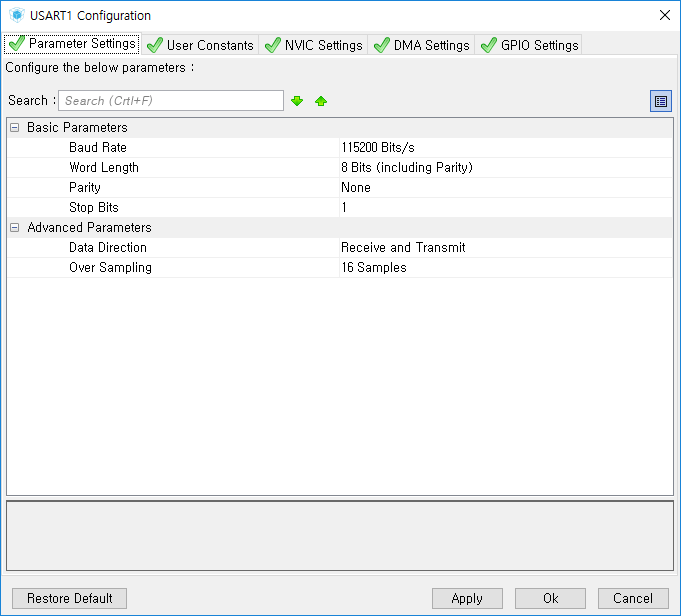 USART1 Configuration
Parameter Settings User Constants NVIC Settings DMA Settings GPIO Settings
Configure the below parameters :
Search : Search (Crtl+F)
Basic Parameters
Baud Rate 115200 Bits/s
Word Length 8 Bits (including Parity)
Parity None
Stop Bits 1
Advanced Parameters
Data Direction Receive and Transmit
Over Sampling 16 Samples
Restore Default Apply Ok Cancel